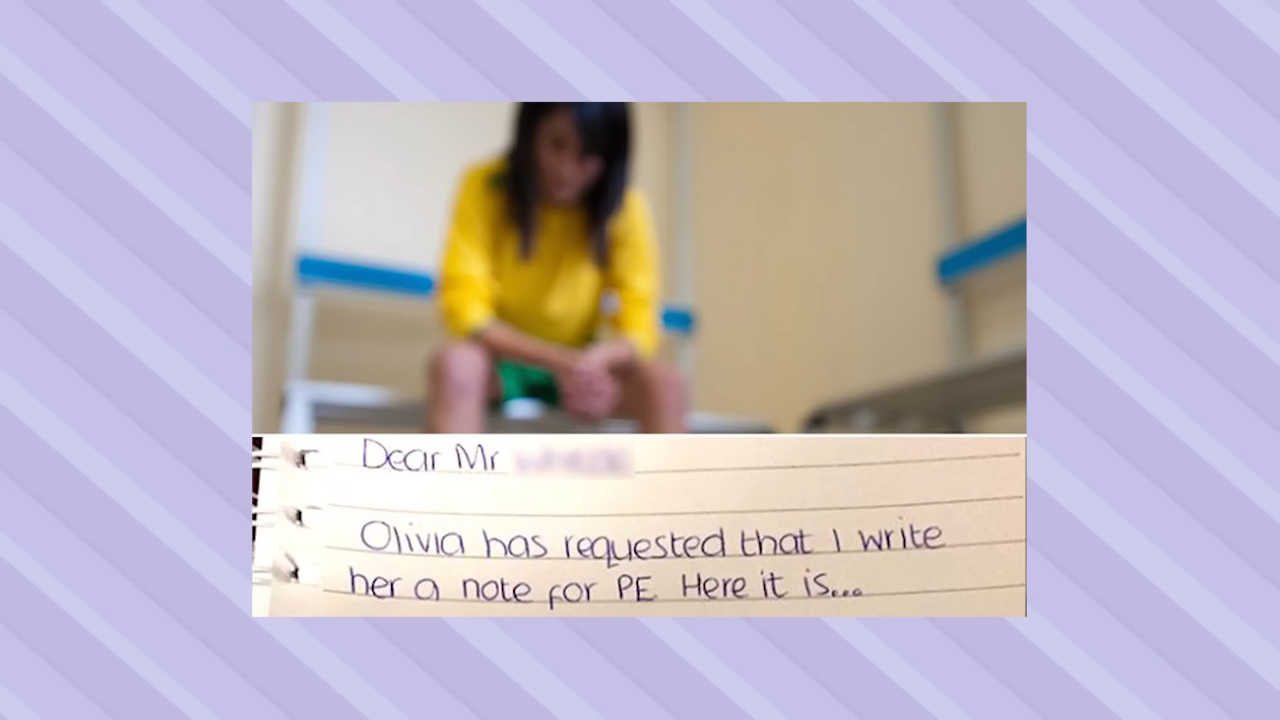 Dear Mr
Olivia has requested that I write
her a note for PE. Here it is...